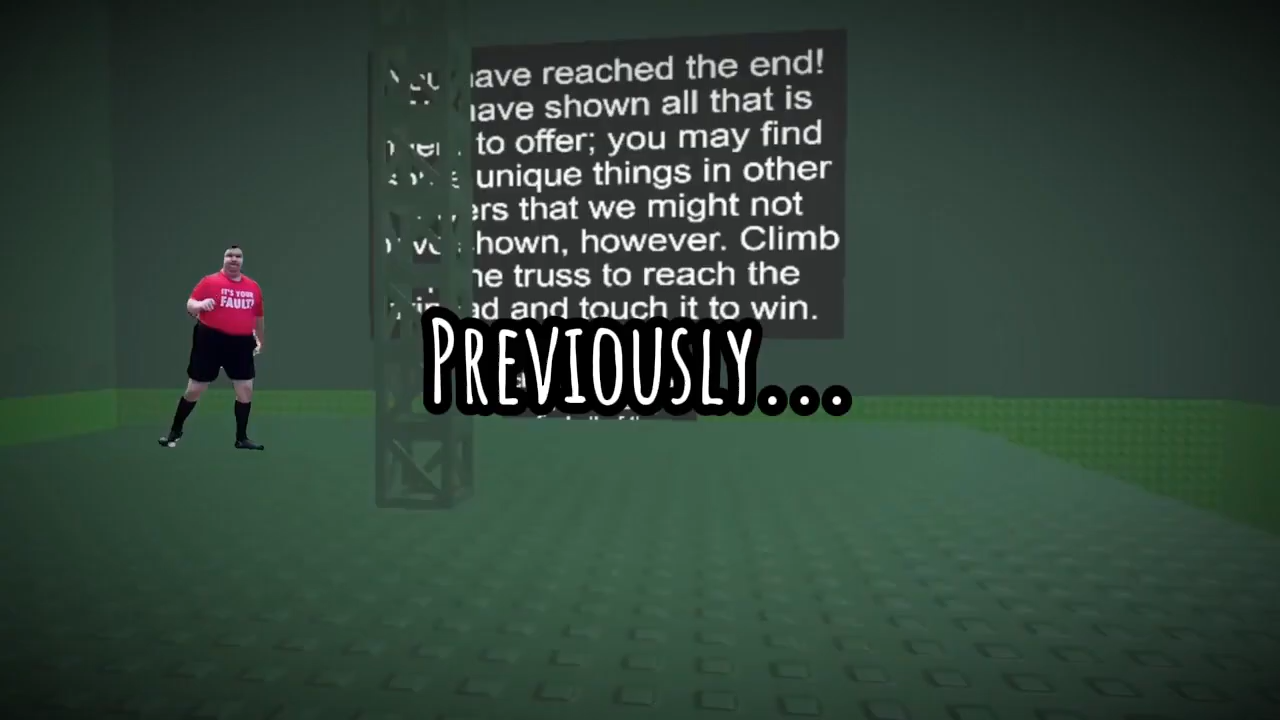 have reached the end!
have shown all that is
to offer; you may find
unique things in other
that we might not
shown, however. Climb
the truss to reach the
and touch it to win.
IT'S YOUR
FAULT!
PREVIOUSLY...